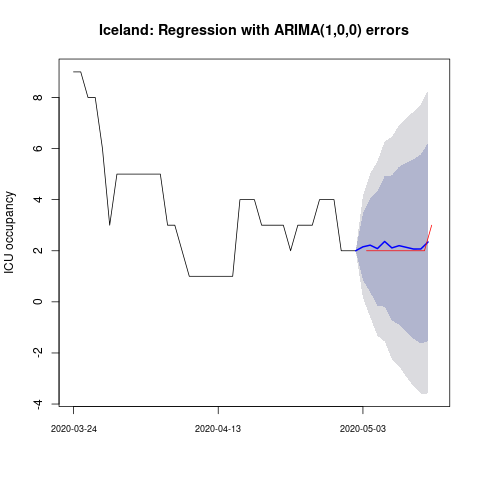 Iceland: Regression with ARIMA(1,0,0) errors
ICU occupancy
8
6
4
2
0
-2
-4
2020-03-24 2020-04-13 2020-05-03